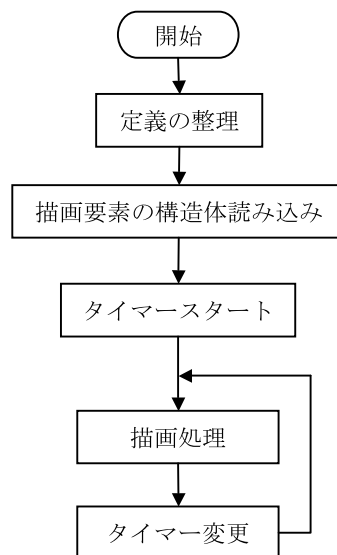 開始
定義の整理
描画要素の構造体読み込み
タイマースタート
描画処理
タイマー変更